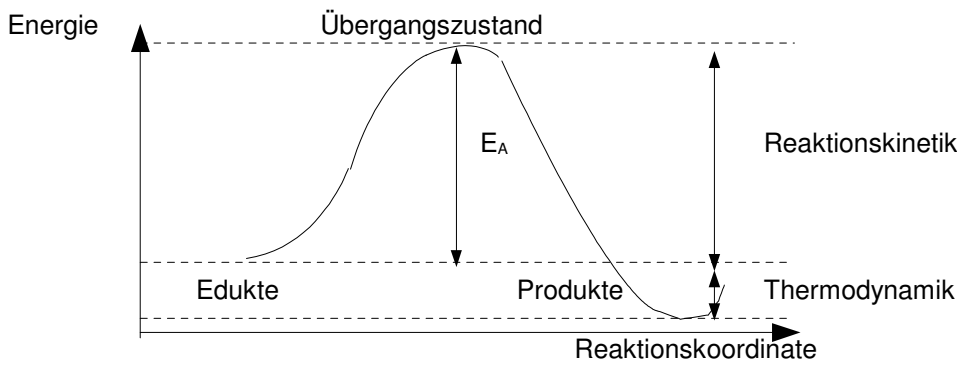 Energie
Übergangszustand
EA
Reaktionskinetik
Edukte
Produkte
Thermodynamik
Reaktionskoordinate